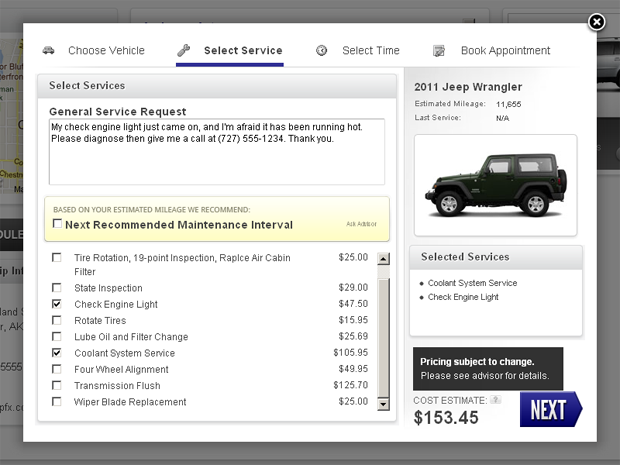 Choose Vehicle
Select Service
Select Time
Book Appointment
Select Services
General Service Request
My check engine light just came on, and I'm afraid it has been running hot.
Please diagnose then give me a call at (727) 555-1234. Thank you.
BASED ON YOUR ESTIMATED MILEAGE WE RECOMMEND:
Next Recommended Maintenance Interval
Ask Advisor
Tire Rotation, 19-point Inspection, Raplce Air Cabin $25.00
Filter
State Inspection $29.00
Check Engine Light $47.50
Rotate Tires $15.95
Lube Oil and Filter Change $25.69
Coolant System Service $105.95
Four Wheel Alignment $49.95
Transmission Flush $125.70
Wiper Blade Replacement $25.00
2011 Jeep Wrangler
Estimated Mileage: 11,655
Last Service: N/A
Selected Services
Coolant System Service
Check Engine Light
Pricing subject to change.
Please see advisor for details.
COST ESTIMATE: ?
$153.45
NEXT